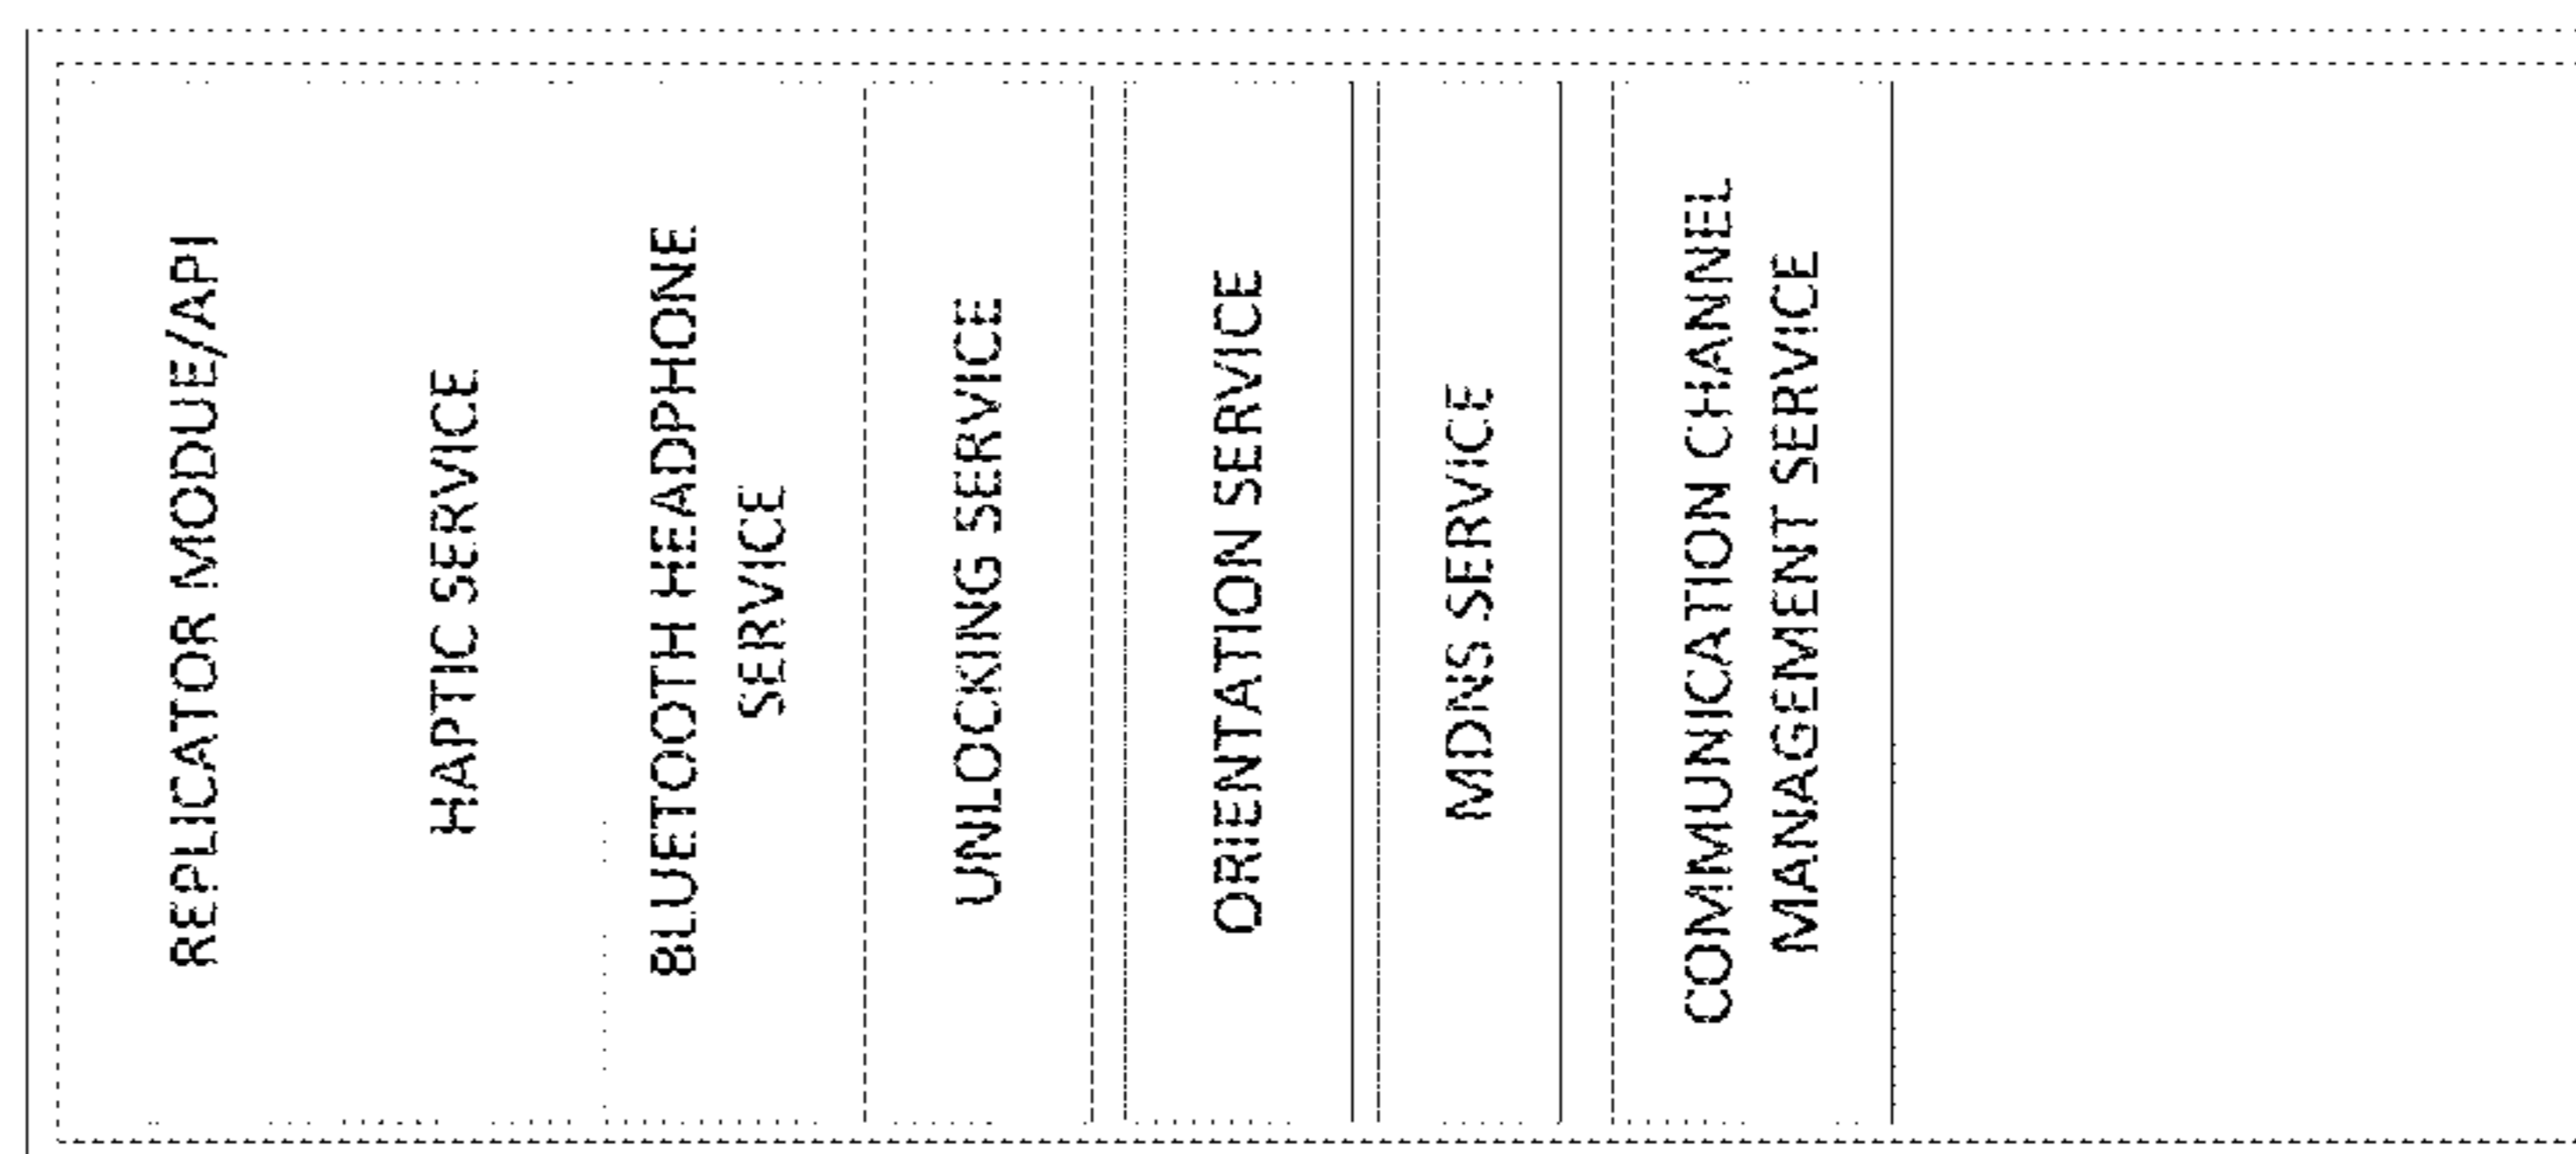 REPLICATOR MODUE/API
HAPTIC SERVICE
BLUETOOTH HEADPHONE
SERVICE
UNLOCKING SERVICE
ORIENTATION SERVICE
MDNS SERVICE
COMMUNICATION CHANNEL
MANAGEMENT SERVICE